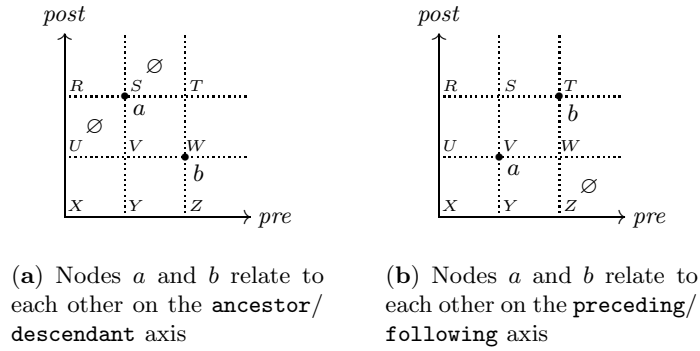 post post
∅
R S T R S T
a b
∅
U V W U V W
b a
∅
X Y Z X Y Z
pre pre
(a) Nodes a and b relate to
each other on the ancestor/
descendant axis
(b) Nodes a and b relate to
each other on the preceding/
following axis